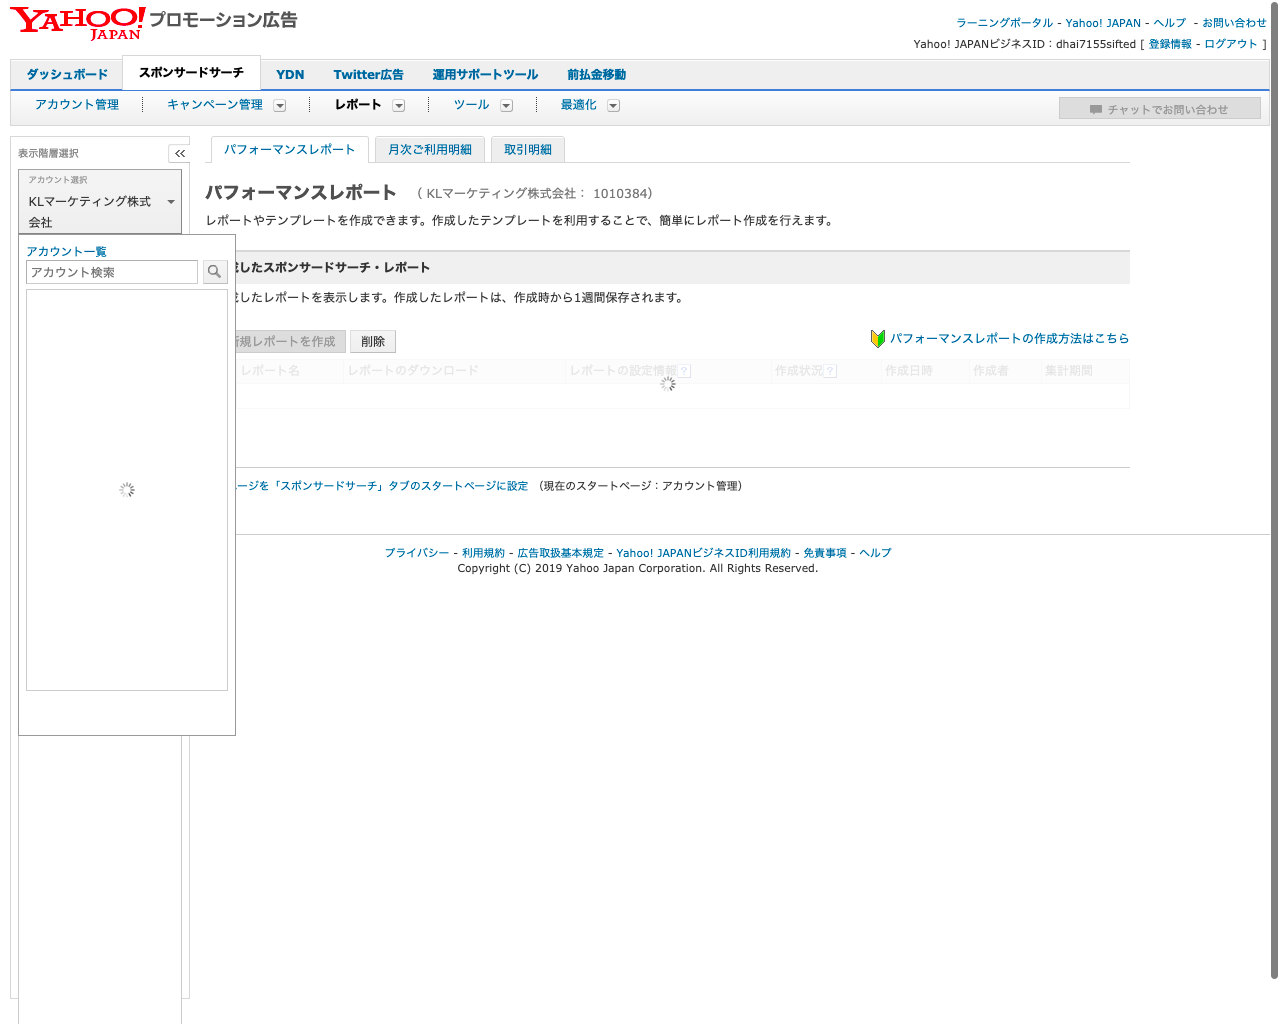 YAHOO! JAPAN プロモーション広告
ラーニングポータル - Yahoo! JAPAN - ヘルプ - お問い合わせ
Yahoo! JAPANビジネスID：dhai7155sifted [ 登録情報 - ログアウト ]
ダッシュボード スポンサードサーチ YDN Twitter広告 運用サポートツール 前払金移動
アカウント管理 キャンペーン管理 レポート ツール 最適化 チャットでお問い合わせ
表示階層選択
アカウント選択
KLマーケティング株式
会社
アカウント一覧
アカウント検索
パフォーマンスレポート 月次ご利用明細 取引明細
パフォーマンスレポート （ KLマーケティング株式会社： 1010384）
レポートやテンプレートを作成できます。作成したテンプレートを利用することで、簡単にレポート作成を行えます。
成したスポンサードサーチ・レポート
成したレポートを表示します。作成したレポートは、作成時から1週間保存されます。
新規レポートを作成 削除 パフォーマンスレポートの作成方法はこちら
レポート名 レポートのダウンロード レポートの設定情報 ? 作成状況 ? 作成日時 作成者 集計期間
ページを「スポンサードサーチ」タブのスタートページに設定 （現在のスタートページ：アカウント管理）
プライバシー - 利用規約 - 広告取扱基本規定 - Yahoo! JAPANビジネスID利用規約 - 免責事項 - ヘルプ
Copyright (C) 2019 Yahoo Japan Corporation. All Rights Reserved.